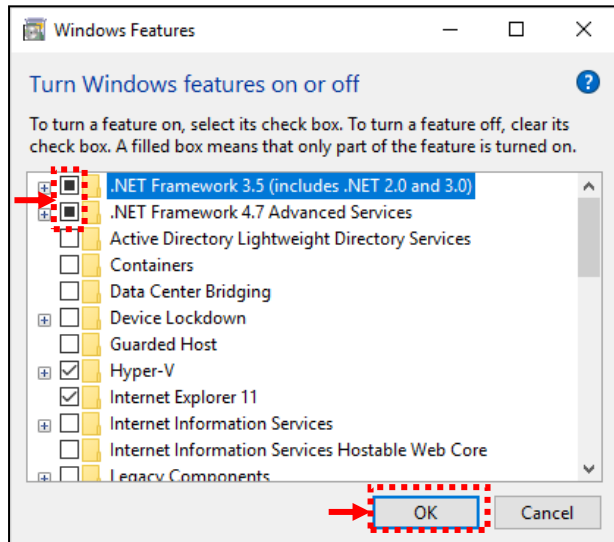 Windows Features
Turn Windows features on or off
?
To turn a feature on, select its check box. To turn a feature off, clear its
check box. A filled box means that only part of the feature is turned on.
.NET Framework 3.5 (includes .NET 2.0 and 3.0)
.NET Framework 4.7 Advanced Services
Active Directory Lightweight Directory Services
Containers
Data Center Bridging
Device Lockdown
Guarded Host
Hyper-V
Internet Explorer 11
Internet Information Services
Internet Information Services Hostable Web Core
Legacy Components
OK Cancel